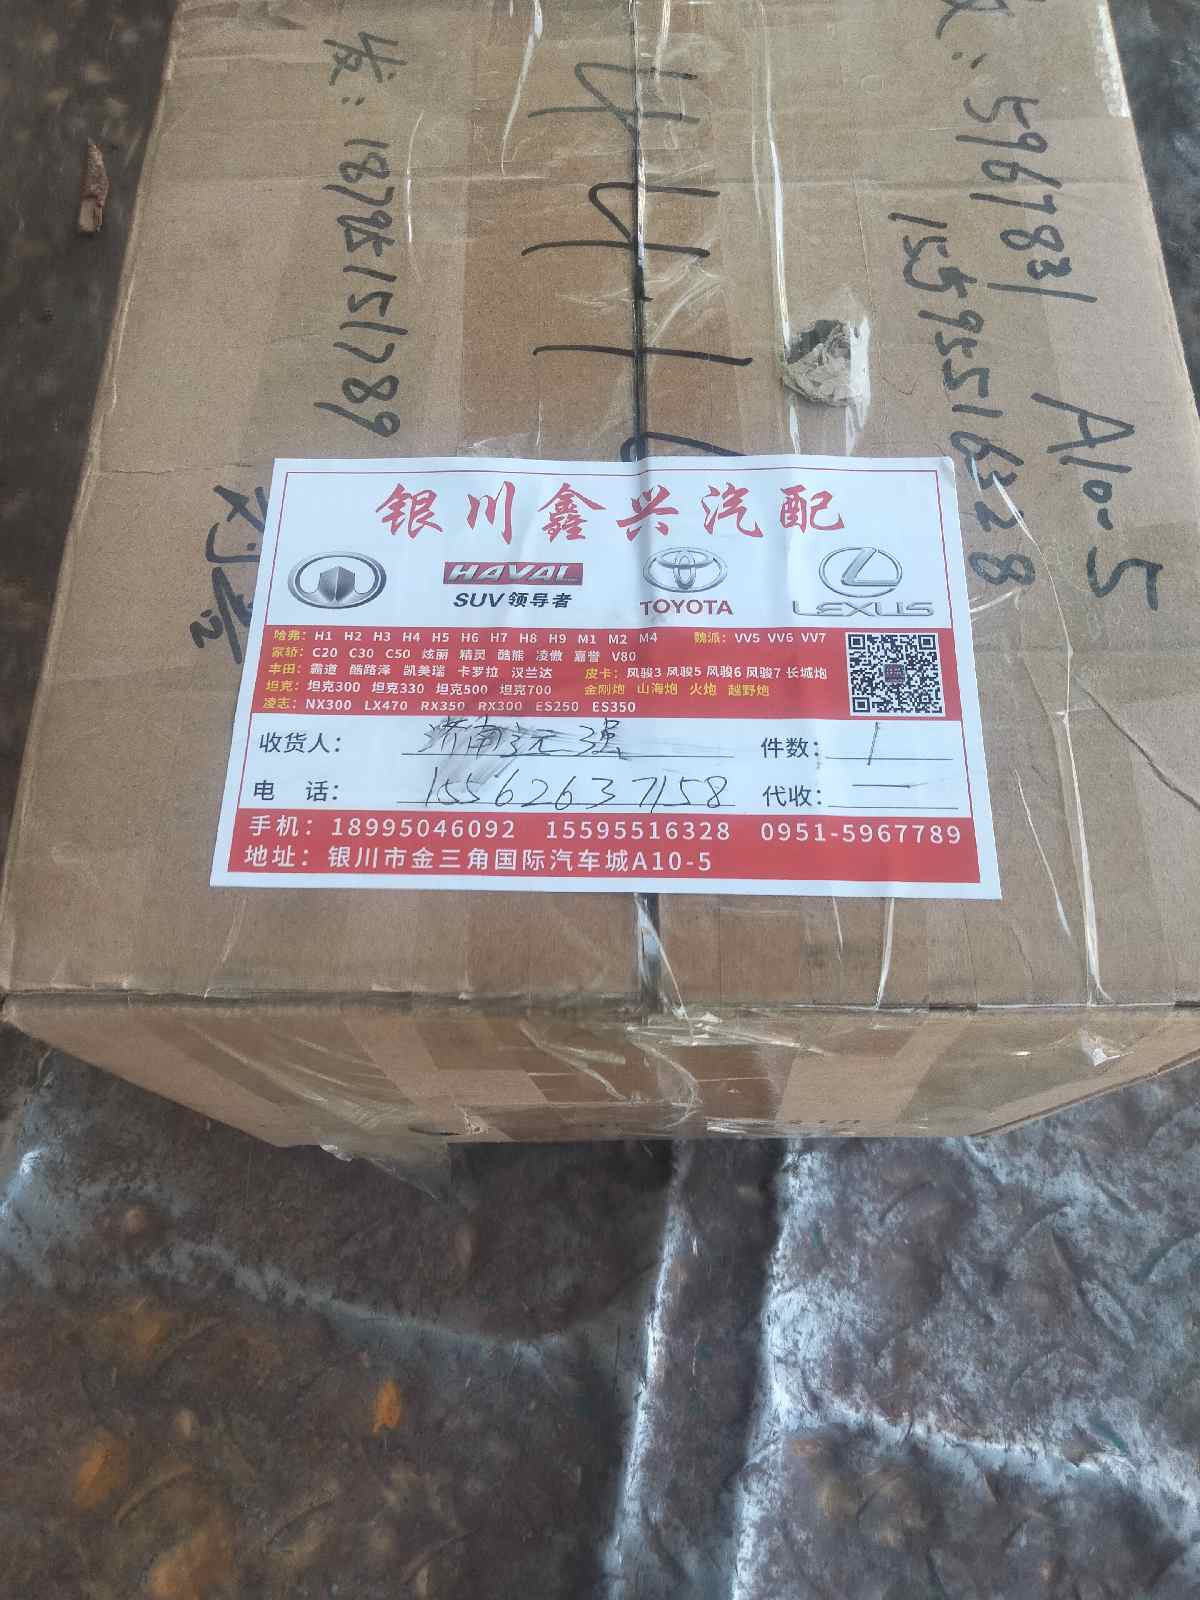 发: 18795121789
: 5967831
15595216328
A10-5
银川鑫兴汽配
HAVAL
SUV领导者
TOYOTA
LEXUS
哈弗: H1 H2 H3 H4 H5 H6 H7 H8 H9 M1 M2 M4 魏派: VV5 VV6 VV7
家轿: C20 C30 C50 炫丽 精灵 酷熊 凌傲 嘉誉 V80
丰田: 霸道 酷路泽 凯美瑞 卡罗拉 汉兰达 皮卡: 风骏3 风骏5 风骏6 风骏7 长城炮
坦克: 坦克300 坦克330 坦克500 坦克700 金刚炮 山海炮 火炮 越野炮
凌志: NX300 LX470 RX350 RX300 ES250 ES350
收货人: 济南 强 件数: 1
电 话: 15562637158 代收: 一
手机: 18995046092 15595516328 0951-5967789
地址: 银川市金三角国际汽车城A10-5